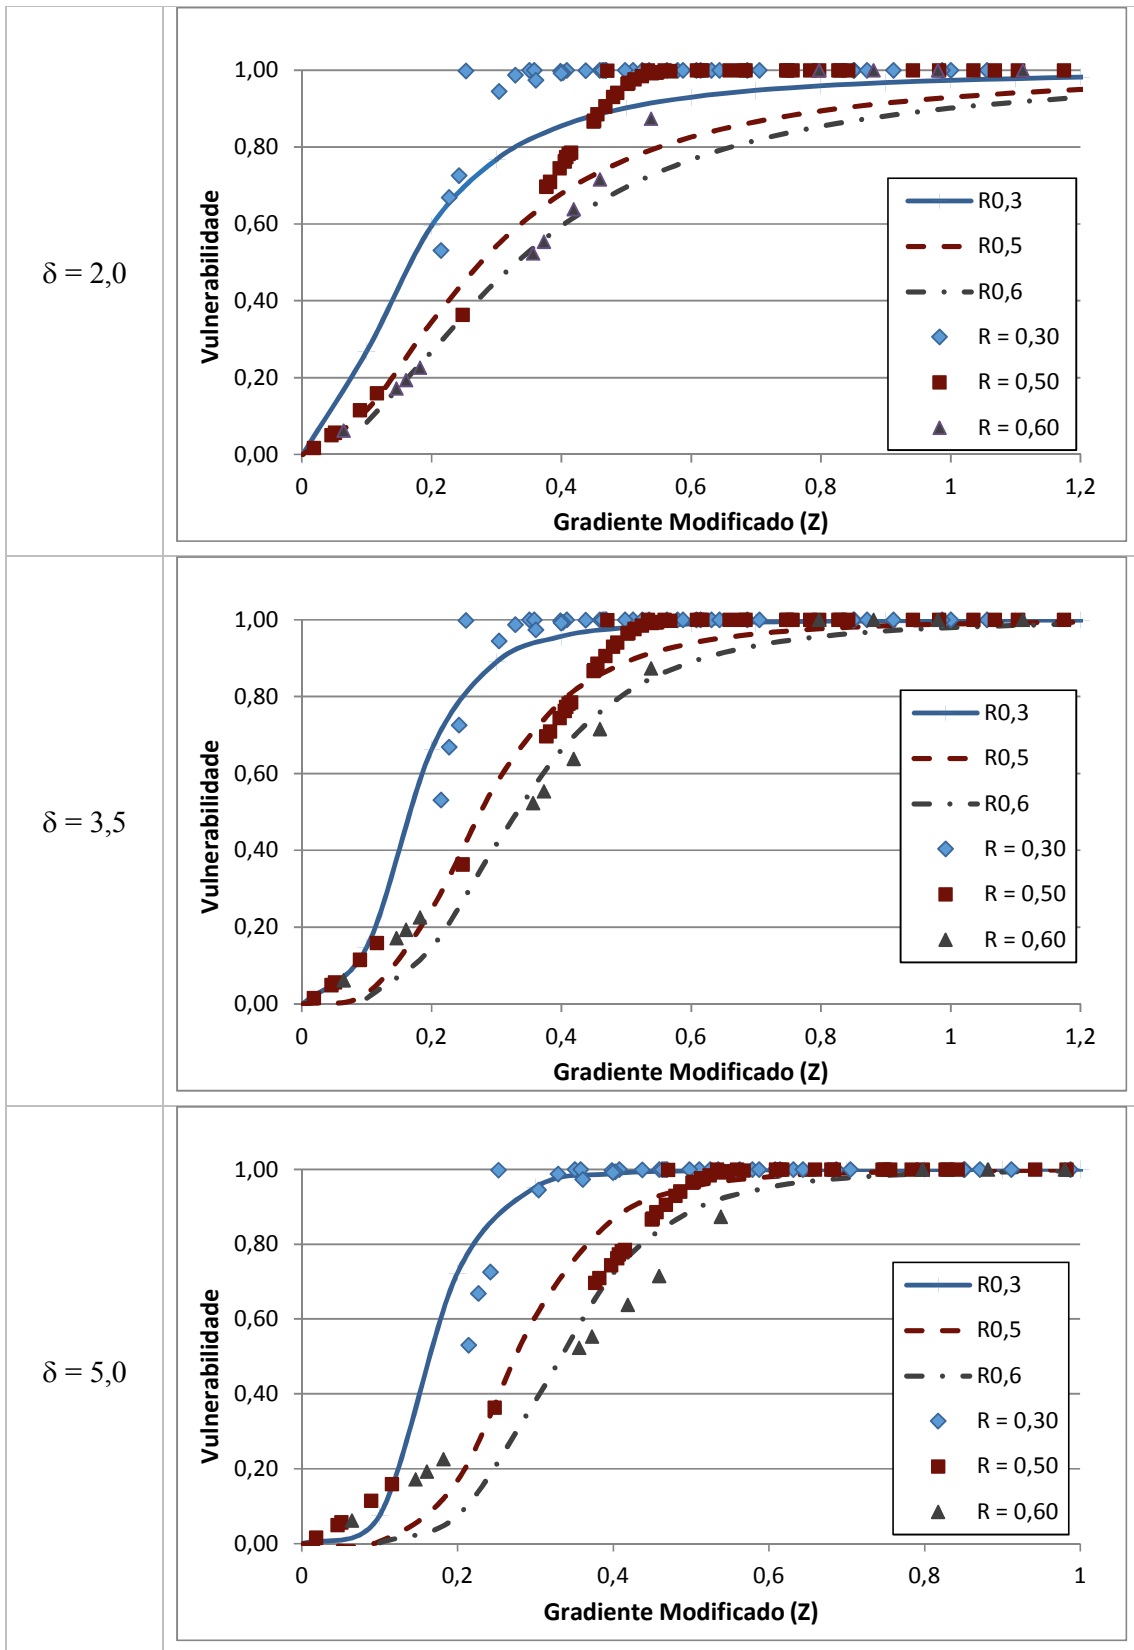 δ = 2,0
1,00
0,80
0,60
0,40
0,20
0,00
Vulnerabilidade
0
0,2
0,4
0,6
0,8
1
1,2
Gradiente Modificado (Z)
R0,3
R0,5
R0,6
R = 0,30
R = 0,50
R = 0,60
δ = 3,5
1,00
0,80
0,60
0,40
0,20
0,00
Vulnerabilidade
0
0,2
0,4
0,6
0,8
1
1,2
Gradiente Modificado (Z)
R0,3
R0,5
R0,6
R = 0,30
R = 0,50
R = 0,60
δ = 5,0
1,00
0,80
0,60
0,40
0,20
0,00
Vulnerabilidade
0
0,2
0,4
0,6
0,8
1
Gradiente Modificado (Z)
R0,3
R0,5
R0,6
R = 0,30
R = 0,50
R = 0,60